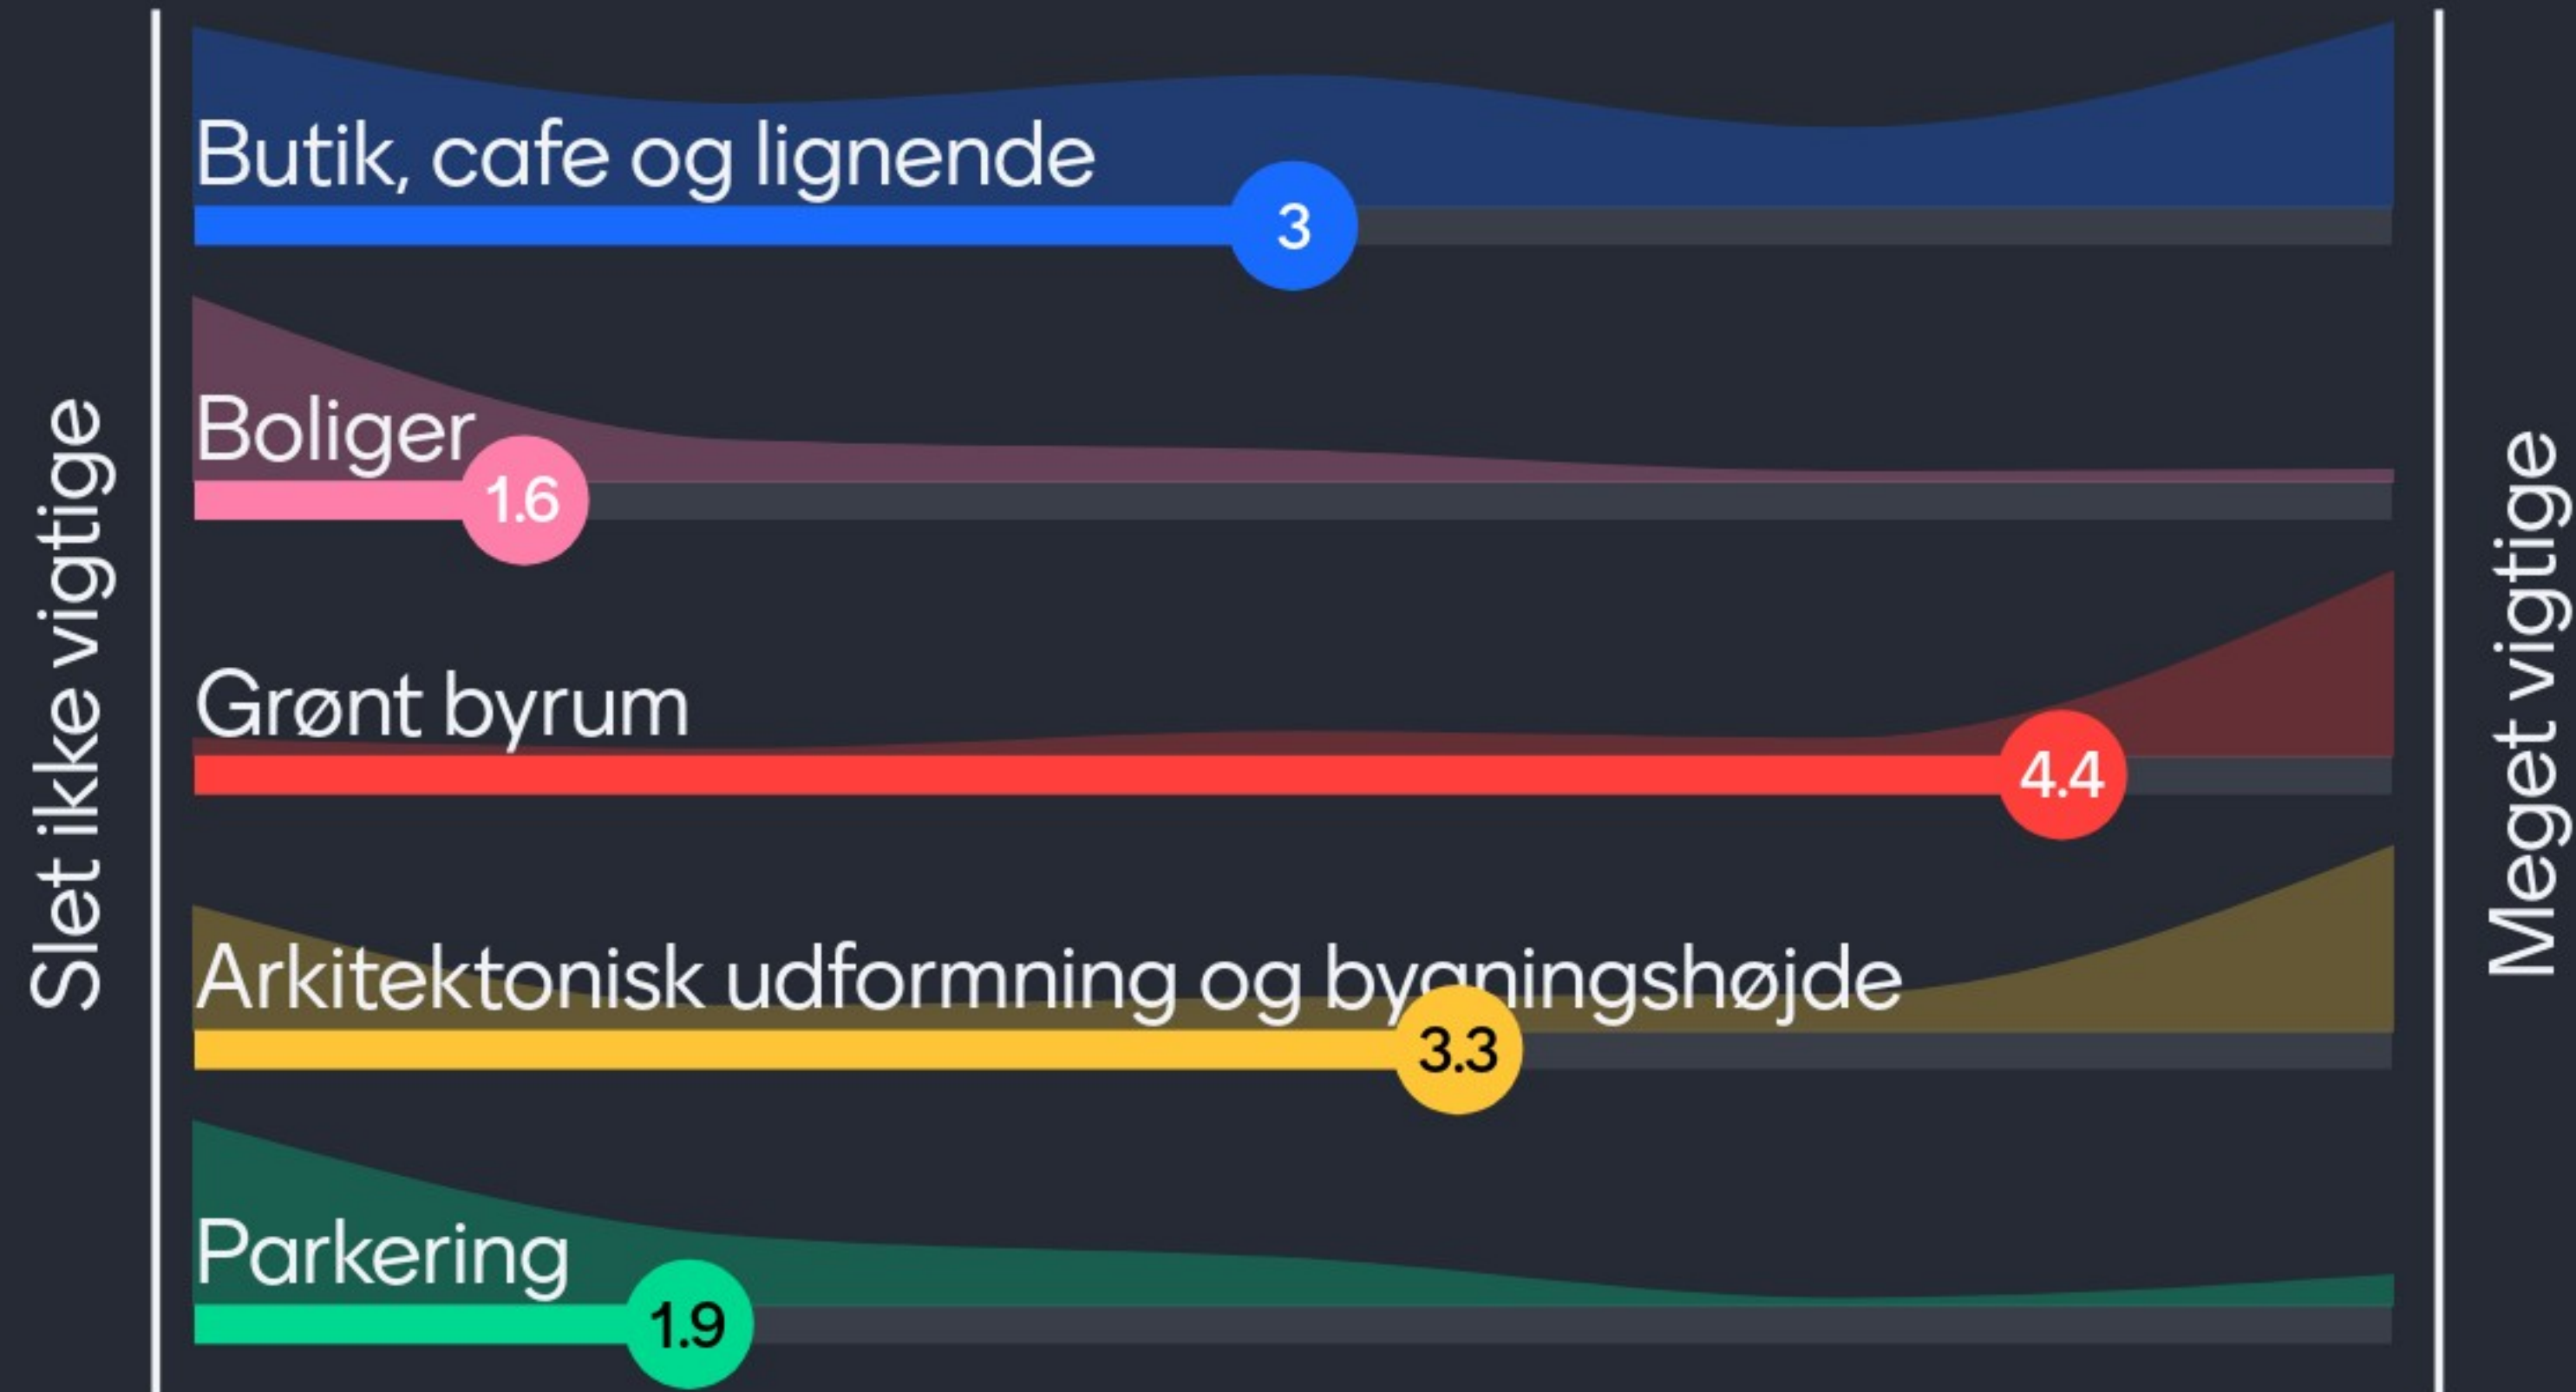 Slet ikke vigtige
Butik, cafe og lignende
3
Boliger
1.6
Grønt byrum
4.4
Arkitektonisk udformning og bygningshøjde
3.3
Parkering
1.9
Meget vigtige